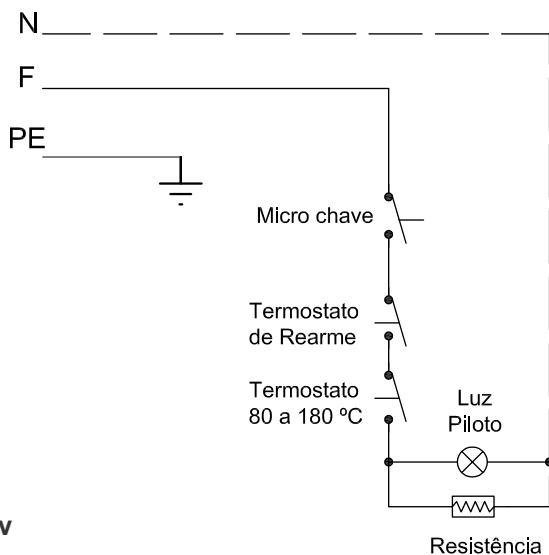 N
F
PE
Micro chave
Termostato
de Rearme
Termostato
80 a 180 ºC
Luz
Piloto
v
Resistência